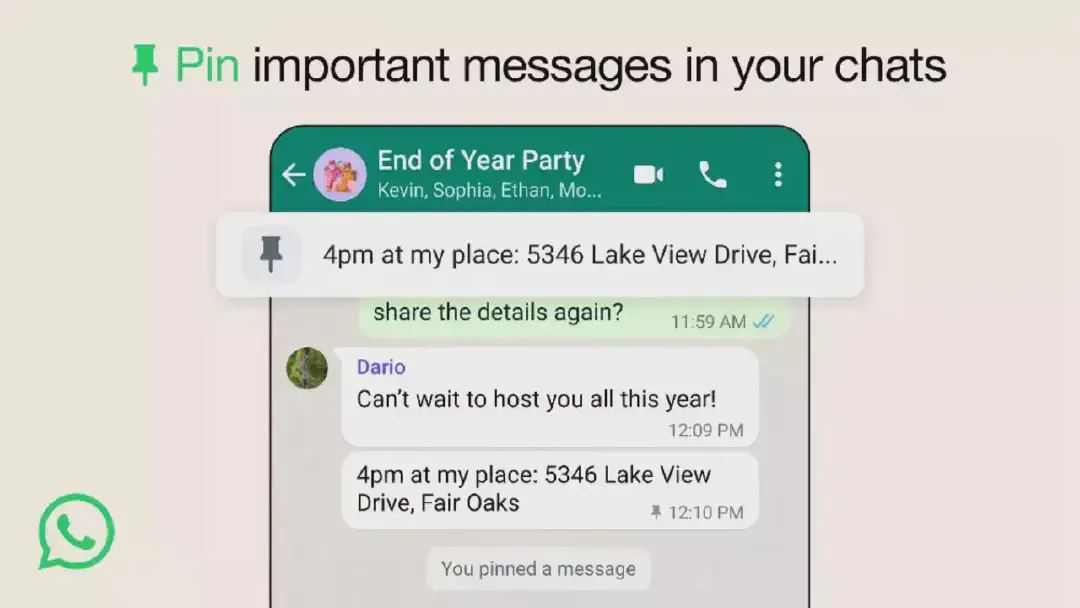 Pin important messages in your chats
End of Year Party
Kevin, Sophia, Ethan, Mo...
4pm at my place: 5346 Lake View Drive, Fai...
share the details again?
11:59 AM
Dario
Can't wait to host you all this year!
12:09 PM
4pm at my place: 5346 Lake View
Drive, Fair Oaks
12:10 PM
You pinned a message